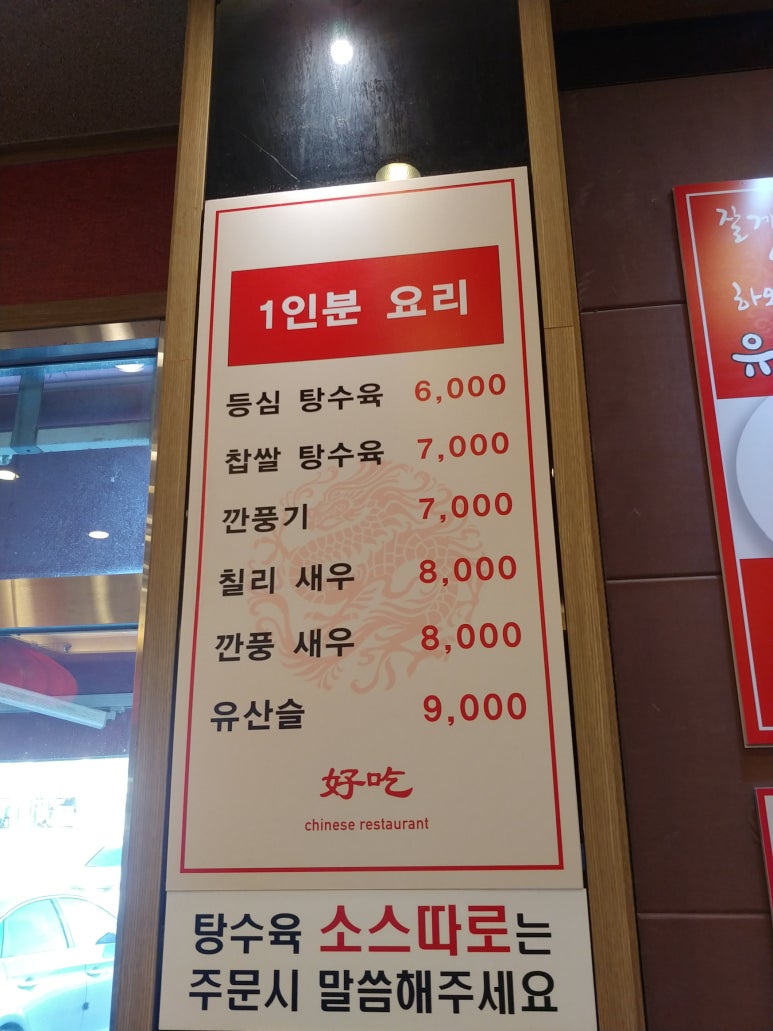 1인분 요리
등심 탕수육 6,000
찹쌀 탕수육 7,000
깐풍기 7,000
칠리 새우 8,000
깐풍 새우 8,000
유산슬 9,000
好吃
chinese restaurant
탕수육 소스따로는
주문시 말씀해주세요